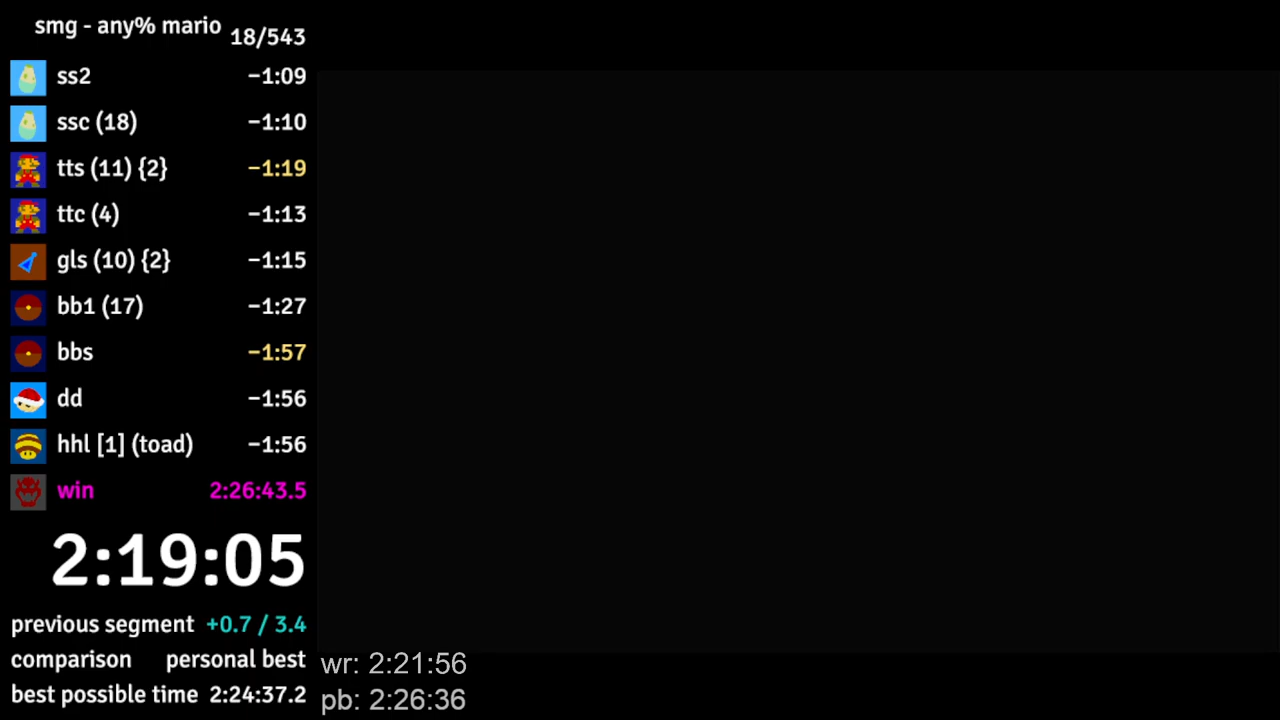 smg - any% mario 18/543
ss2 −1:09
ssc (18) −1:10
tts (11) {2} −1:19
ttc (4) −1:13
gls (10) {2} −1:15
bb1 (17) −1:27
bbs −1:57
dd −1:56
hhl [1] (toad) −1:56
win 2:26:43.5
2:19:05
previous segment +0.7 / 3.4
comparison personal best
best possible time 2:24:37.2
wr: 2:21:56
pb: 2:26:36